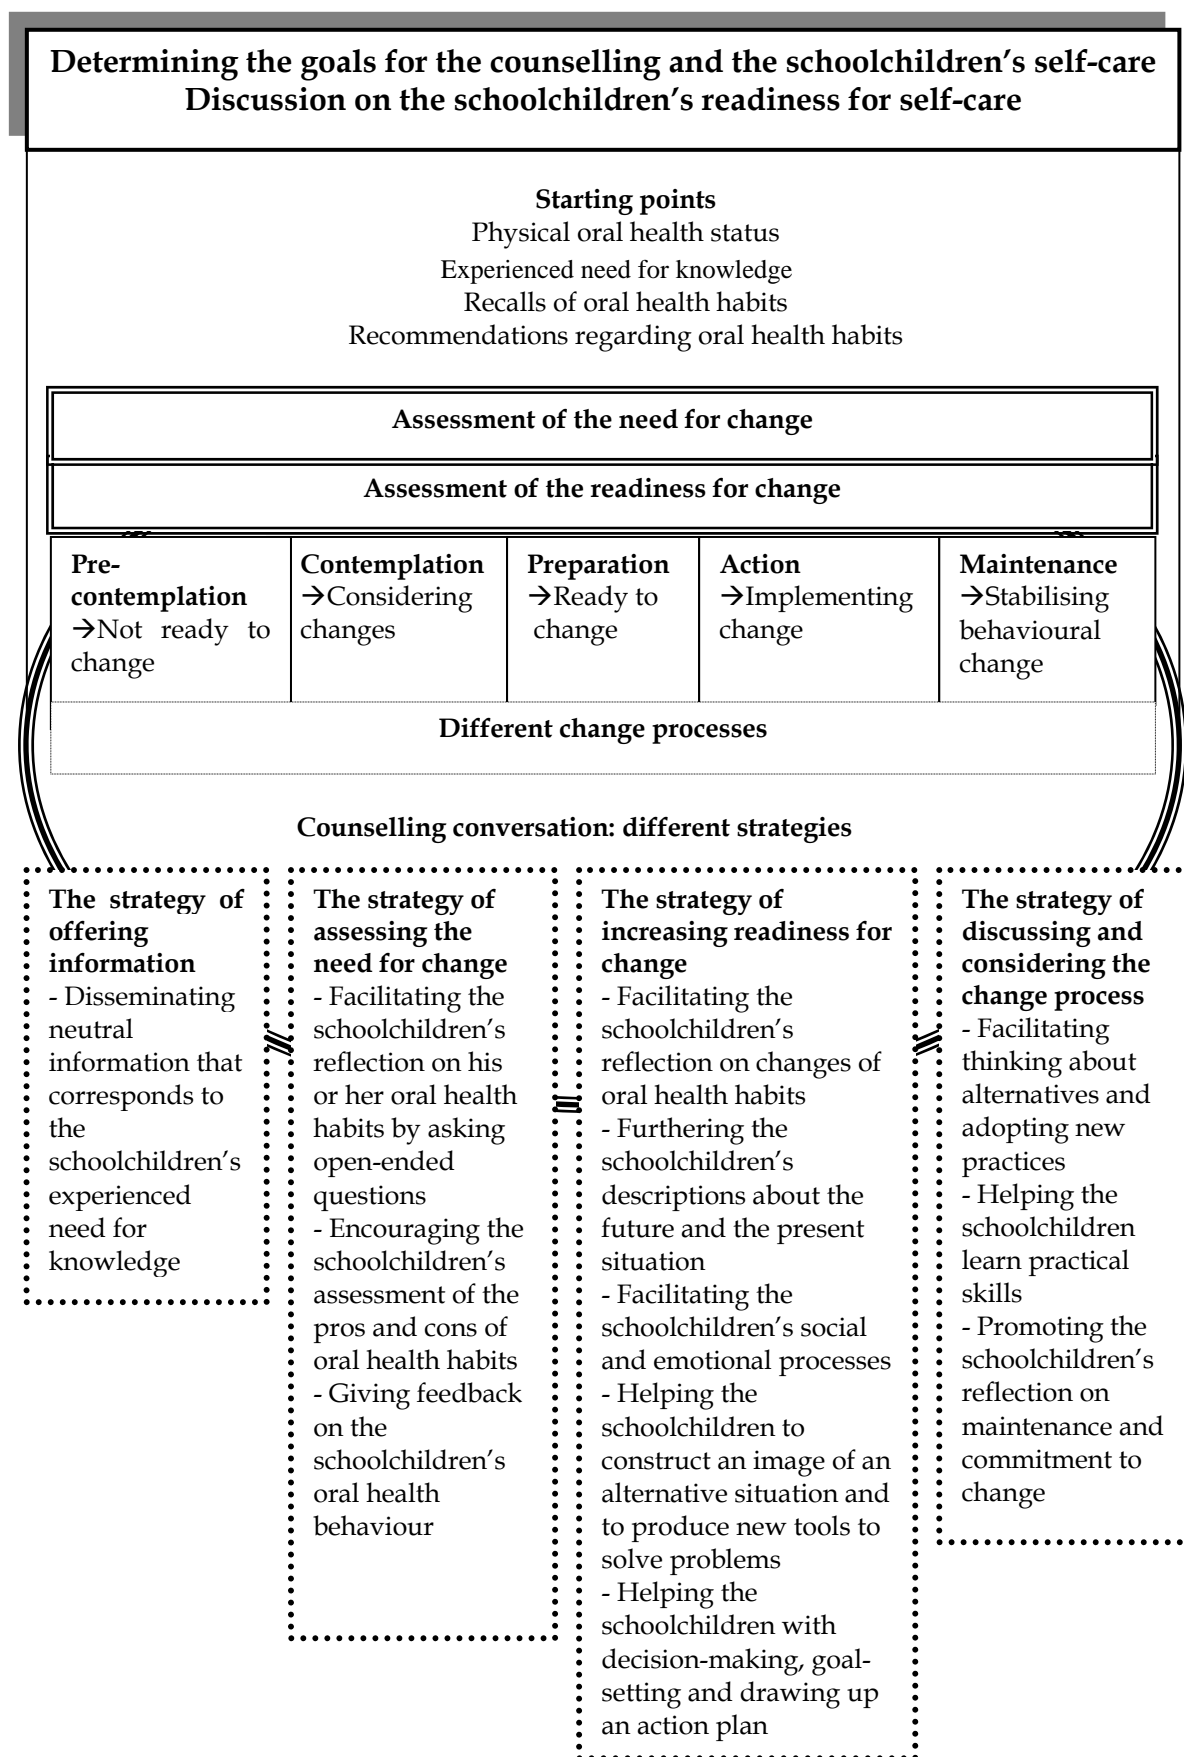 Determining the goals for the counselling and the schoolchildren’s self-care
Discussion on the schoolchildren’s readiness for self-care
Starting points
Physical oral health status
Experienced need for knowledge
Recalls of oral health habits
Recommendations regarding oral health habits
Assessment of the need for change
Assessment of the readiness for change
Pre-
contemplation
→Not ready to
change
Contemplation
→Considering
changes
Preparation
→Ready to
change
Action
→Implementing
change
Maintenance
→Stabilising
behavioural
change
Different change processes
Counselling conversation: different strategies
The strategy of
offering
information
- Disseminating
neutral
information that
corresponds to
the
schoolchildren’s
experienced
need for
knowledge
The strategy of
assessing the
need for change
- Facilitating the
schoolchildren’s
reflection on his
or her oral health
habits by asking
open-ended
questions
- Encouraging the
schoolchildren’s
assessment of the
pros and cons of
oral health habits
- Giving feedback
on the
schoolchildren’s
oral health
behaviour
The strategy of
increasing readiness for
change
- Facilitating the
schoolchildren’s
reflection on changes of
oral health habits
- Furthering the
schoolchildren’s
descriptions about the
future and the present
situation
- Facilitating the
schoolchildren’s social
and emotional processes
- Helping the
schoolchildren to
construct an image of an
alternative situation and
to produce new tools to
solve problems
- Helping the
schoolchildren with
decision-making, goal-
setting and drawing up
an action plan
The strategy of
discussing and
considering the
change process
- Facilitating
thinking about
alternatives and
adopting new
practices
- Helping the
schoolchildren
learn practical
skills
- Promoting the
schoolchildren’s
reflection on
maintenance and
commitment to
change